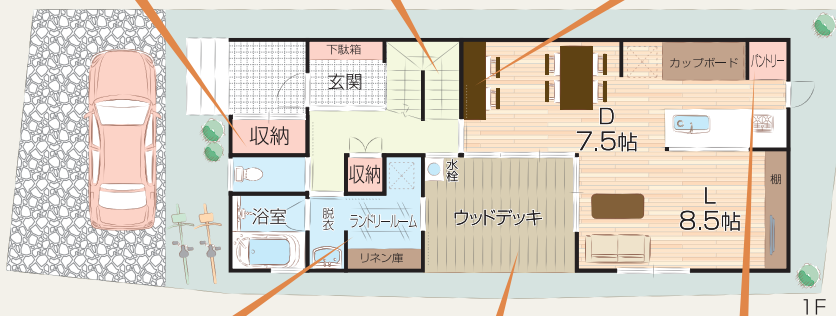 下駄箱
玄関
収納
収納
水栓
浴室
脱衣
ランドリールーム
リネン庫
ウッドデッキ
カップボード
パントリー
D
7.5帖
L
8.5帖
棚
1F